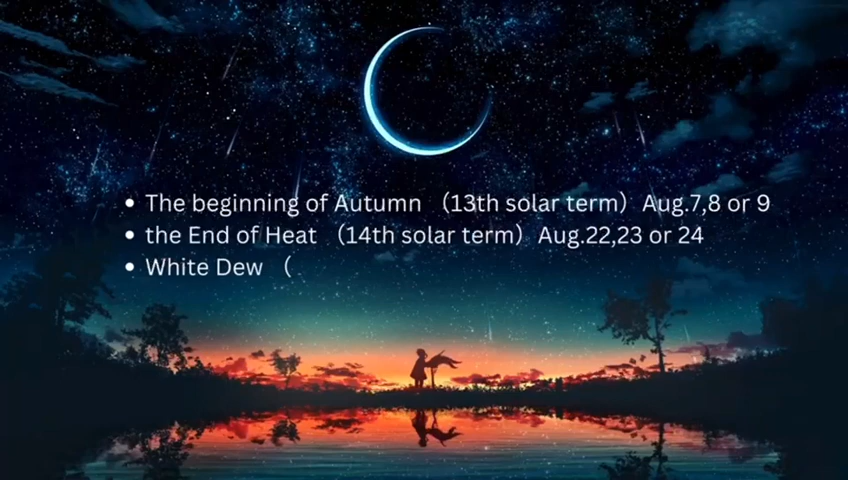 • The beginning of Autumn （13th solar term）Aug.7,8 or 9
• the End of Heat （14th solar term）Aug.22,23 or 24
• White Dew （